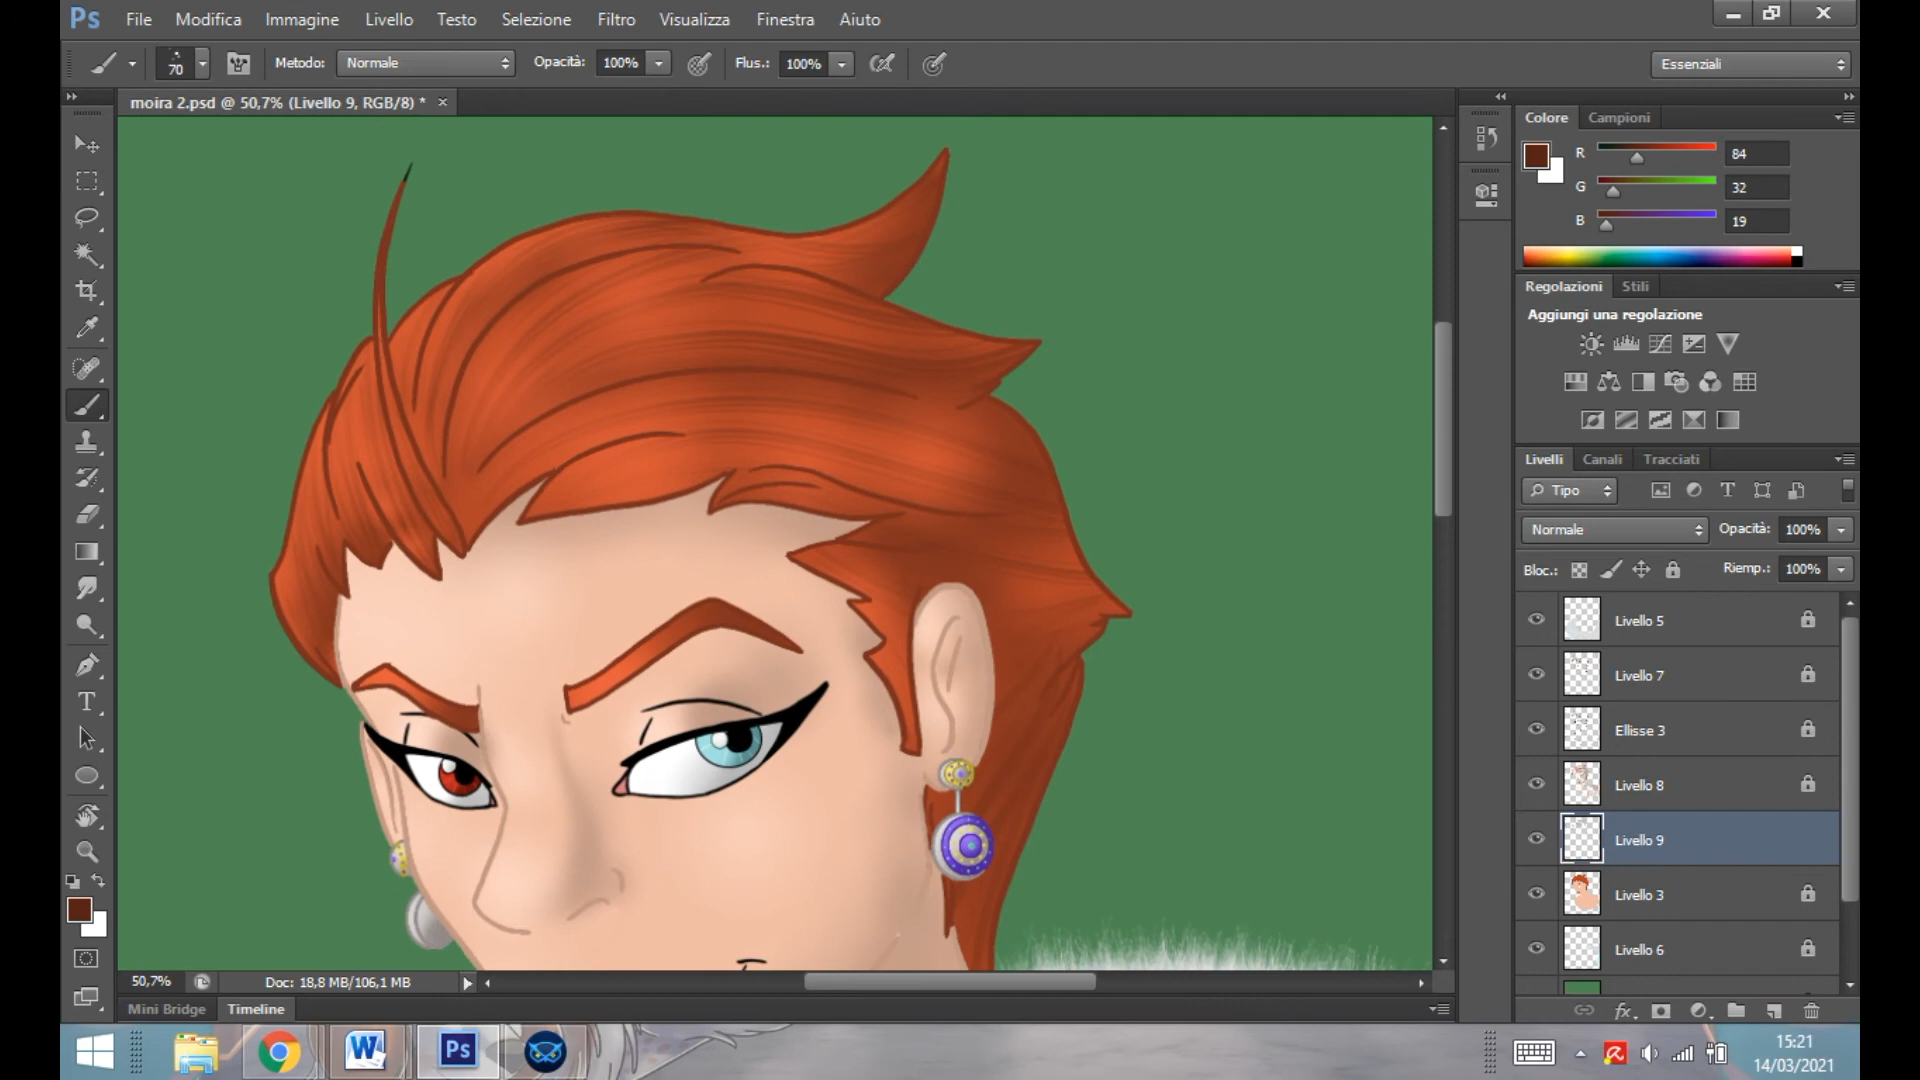 Ps File Modifica Immagine Livello Testo Selezione Filtro Visualizza Finestra Aiuto
70 Metodo: Normale Opacità: 100% Flus.: 100% Essenziali
moira 2.psd @ 50,7% (Livello 9, RGB/8) *
Colore Campioni
R 84
G 32
B 19
Regolazioni Stili
Aggiungi una regolazione
Livelli Canali Tracciati
Tipo
Normale Opacità: 100%
Bloc.: Riemp.: 100%
Livello 5
Livello 7
Ellisse 3
Livello 8
Livello 9
Livello 3
Livello 6
50,7% Doc: 18,8 MB/106,1 MB
Mini Bridge Timeline
fx
W Ps
15:21
14/03/2021